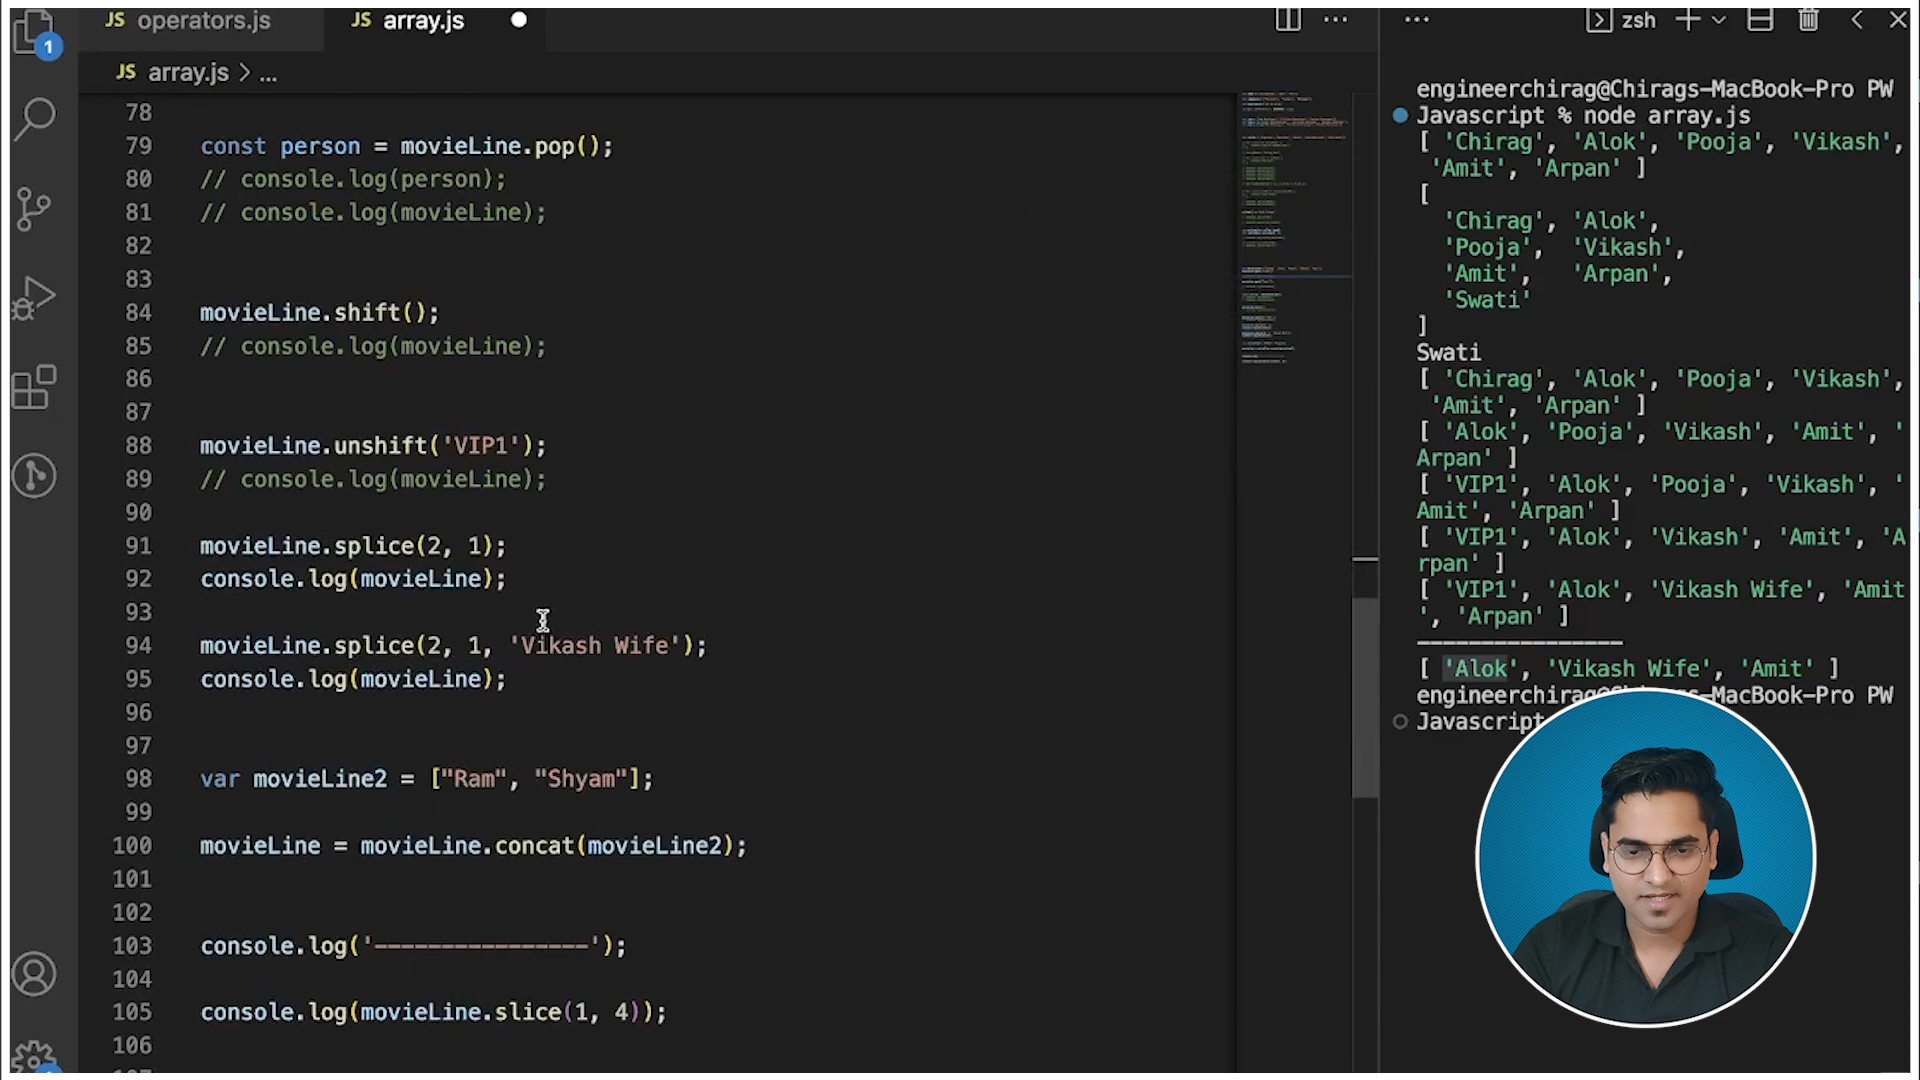 JS operators.js
JS array.js
1
JS array.js > ...
78
79 const person = movieLine.pop();
80 // console.log(person);
81 // console.log(movieLine);
82
83
84 movieLine.shift();
85 // console.log(movieLine);
86
87
88 movieLine.unshift('VIP1');
89 // console.log(movieLine);
90
91 movieLine.splice(2, 1);
92 console.log(movieLine);
93
94 movieLine.splice(2, 1, 'Vikash Wife');
95 console.log(movieLine);
96
97
98 var movieLine2 = ["Ram", "Shyam"];
99
100 movieLine = movieLine.concat(movieLine2);
101
102
103 console.log('----------------');
104
105 console.log(movieLine.slice(1, 4));
106
zsh
engineerchirag@Chirags-MacBook-Pro PW
Javascript % node array.js
[ 'Chirag', 'Alok', 'Pooja', 'Vikash',
'Amit', 'Arpan' ]
[
'Chirag', 'Alok',
'Pooja', 'Vikash',
'Amit', 'Arpan',
'Swati'
]
Swati
[ 'Chirag', 'Alok', 'Pooja', 'Vikash',
'Amit', 'Arpan' ]
[ 'Alok', 'Pooja', 'Vikash', 'Amit', '
Arpan' ]
[ 'VIP1', 'Alok', 'Pooja', 'Vikash', '
Amit', 'Arpan' ]
[ 'VIP1', 'Alok', 'Vikash', 'Amit', 'A
rpan' ]
[ 'VIP1', 'Alok', 'Vikash Wife', 'Amit
', 'Arpan' ]
----------------
[ 'Alok', 'Vikash Wife', 'Amit' ]
engineerchirag@Chirags-MacBook-Pro PW
Javascript